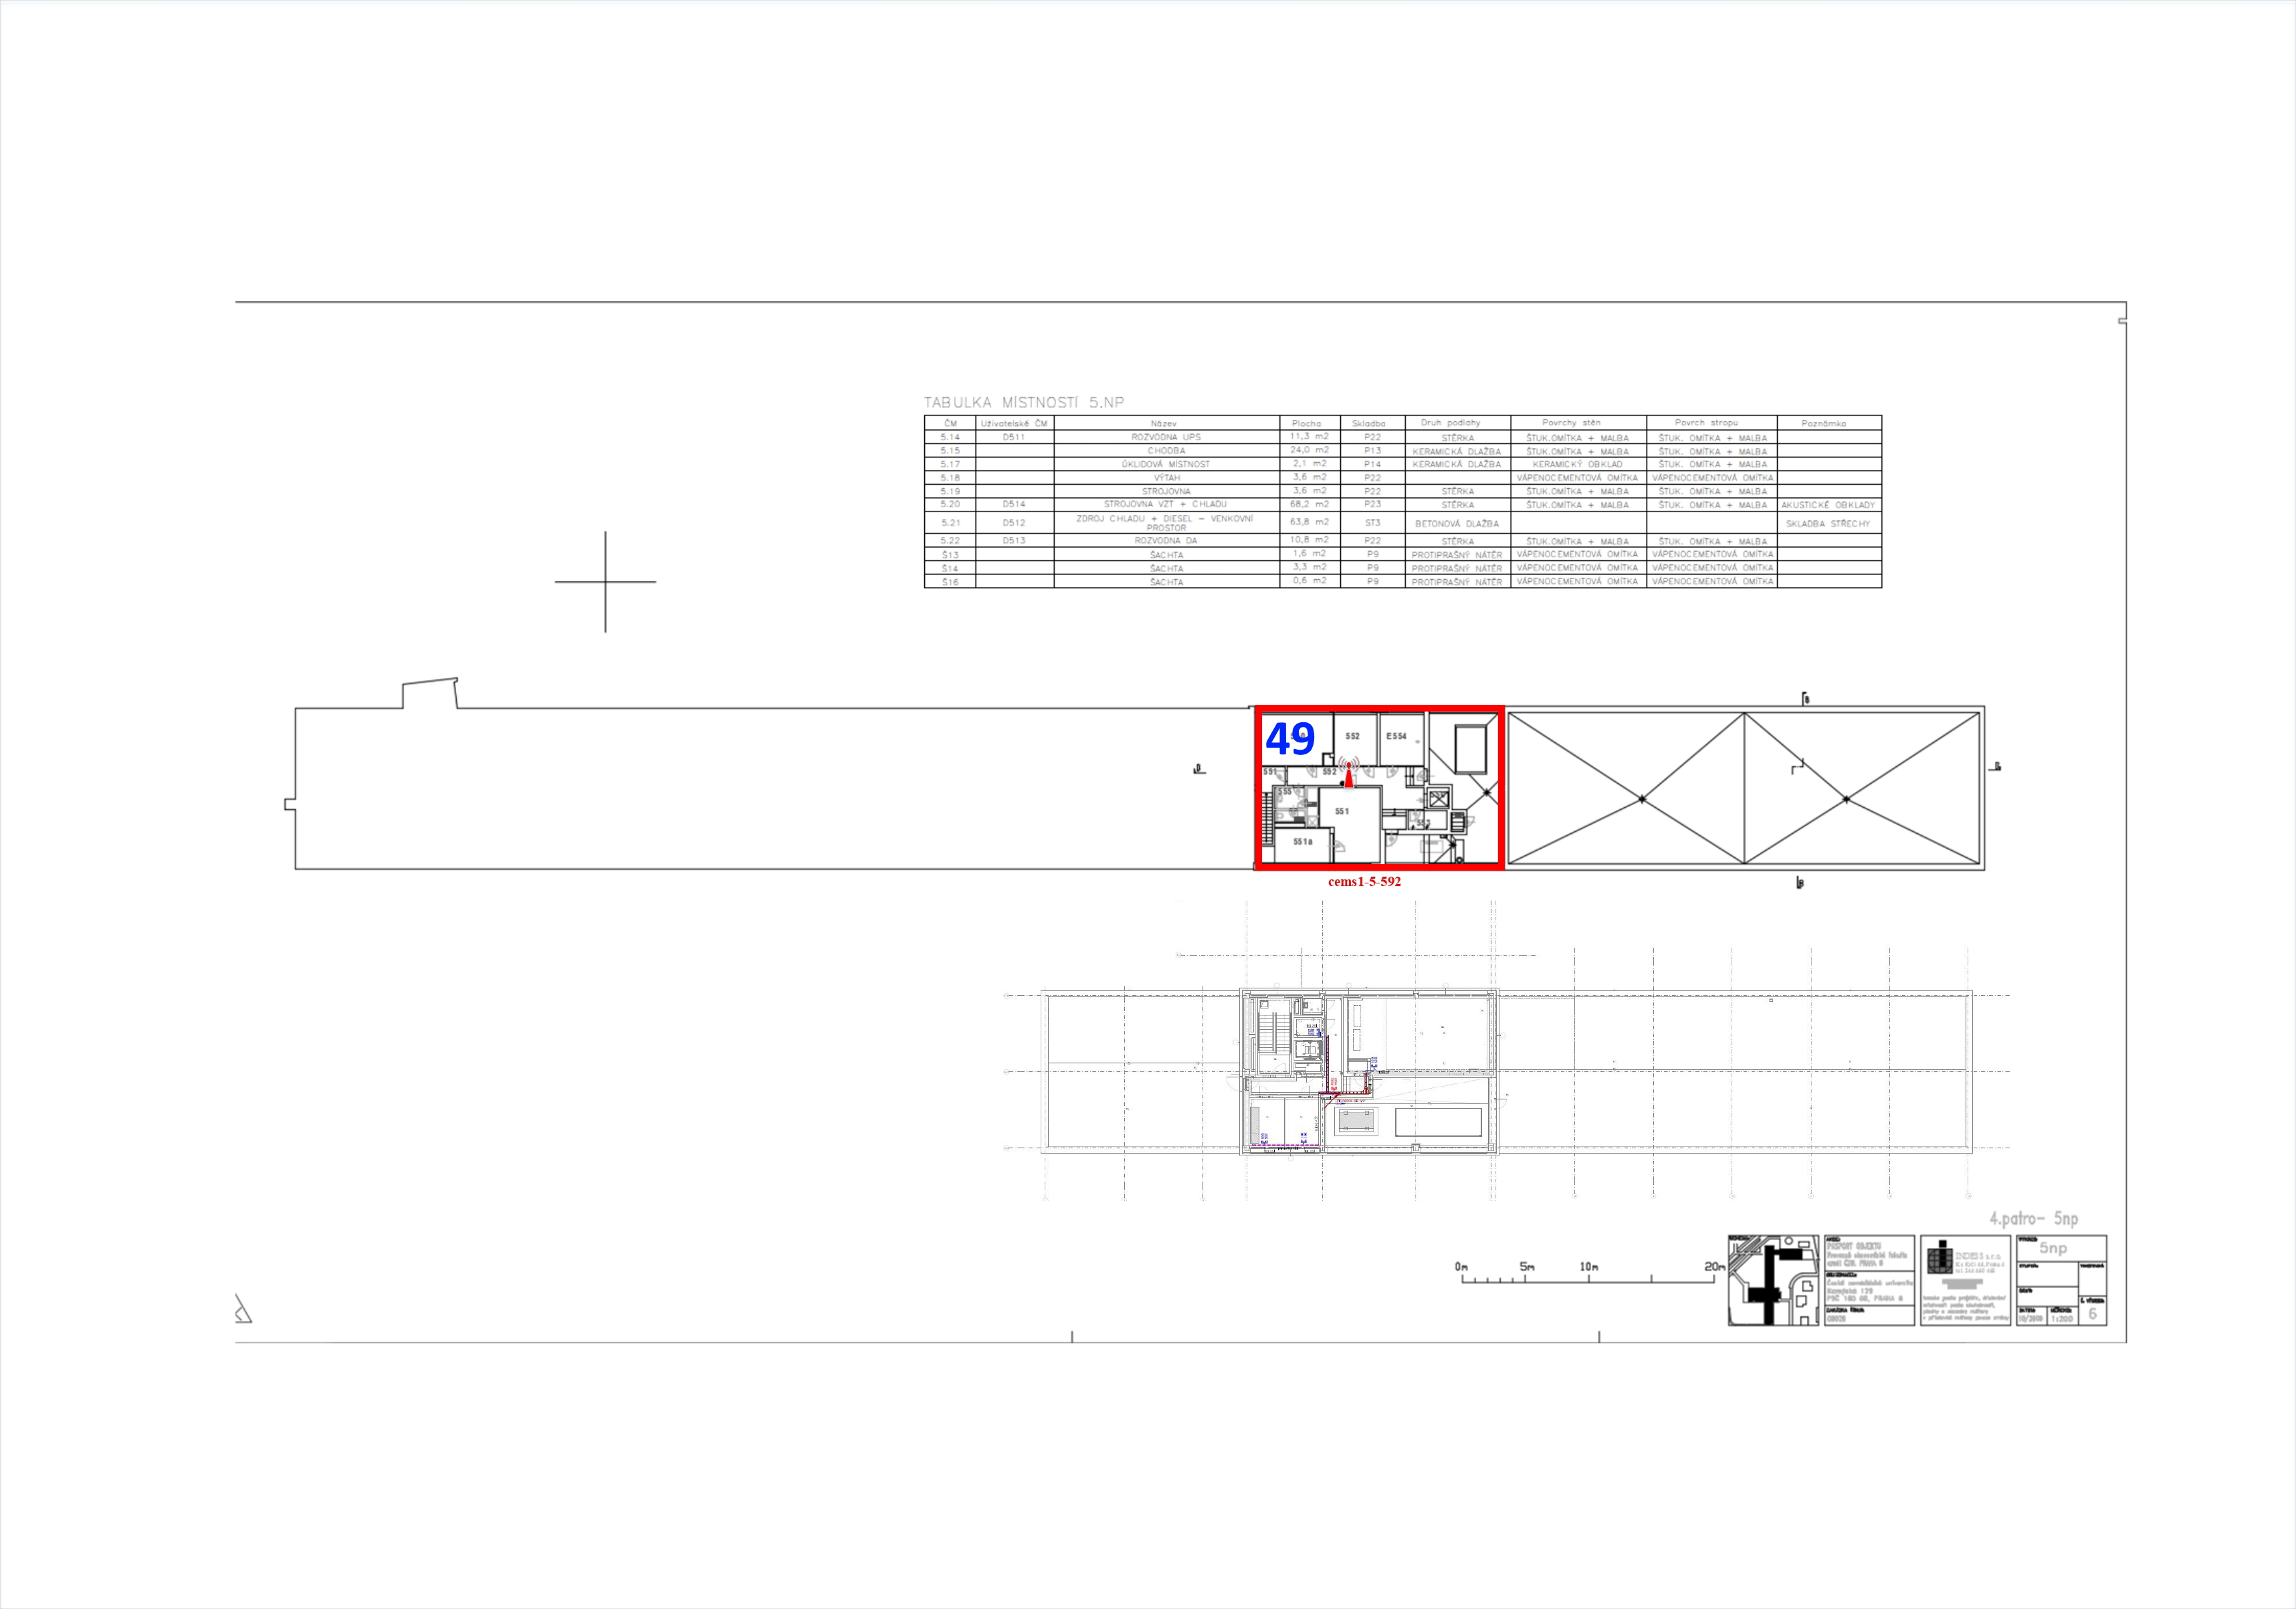 TABULKA MÍSTNOSTÍ 5.NP
ČM Uživatelské ČM Název Plocha Skladba Druh podlahy Povrchy stěn Povrch stropu Poznámka
5.14 D511 ROZVODNA UPS 11,3 m2 P22 STĚRKA ŠTUK.OMÍTKA + MALBA ŠTUK. OMÍTKA + MALBA
5.15 CHODBA 24,0 m2 P13 KERAMICKÁ DLAŽBA ŠTUK.OMÍTKA + MALBA ŠTUK. OMÍTKA + MALBA
5.17 ÚKLIDOVÁ MÍSTNOST 2,1 m2 P14 KERAMICKÁ DLAŽBA KERAMICKÝ OBKLAD ŠTUK. OMÍTKA + MALBA
5.18 VÝTAH 3,6 m2 P22 VÁPENOCEMENTOVÁ OMÍTKA VÁPENOCEMENTOVÁ OMÍTKA
5.19 STROJOVNA 3,6 m2 P22 STĚRKA ŠTUK.OMÍTKA + MALBA ŠTUK. OMÍTKA + MALBA
5.20 D514 STROJOVNA VZT + CHLADU 68,2 m2 P23 STĚRKA ŠTUK.OMÍTKA + MALBA ŠTUK. OMÍTKA + MALBA AKUSTICKÉ OBKLADY
5.21 D512 ZDROJ CHLADU + DIESEL - VENKOVNÍ PROSTOR 63,8 m2 ST3 BETONOVÁ DLAŽBA SKLADBA STŘECHY
5.22 D513 ROZVODNA DA 10,8 m2 P22 STĚRKA ŠTUK.OMÍTKA + MALBA ŠTUK. OMÍTKA + MALBA
Š13 ŠACHTA 1,6 m2 P9 PROTIPRAŠNÝ NÁTĚR VÁPENOCEMENTOVÁ OMÍTKA VÁPENOCEMENTOVÁ OMÍTKA
Š14 ŠACHTA 3,3 m2 P9 PROTIPRAŠNÝ NÁTĚR VÁPENOCEMENTOVÁ OMÍTKA VÁPENOCEMENTOVÁ OMÍTKA
Š16 ŠACHTA 0,6 m2 P9 PROTIPRAŠNÝ NÁTĚR VÁPENOCEMENTOVÁ OMÍTKA VÁPENOCEMENTOVÁ OMÍTKA
49
552
E554
591
592
555
551
551a
cems1-5-592
4.patro- 5np
0m 5m 10m 20m
PASPORT OBJEKTU
5np
10/2008 1:200 6